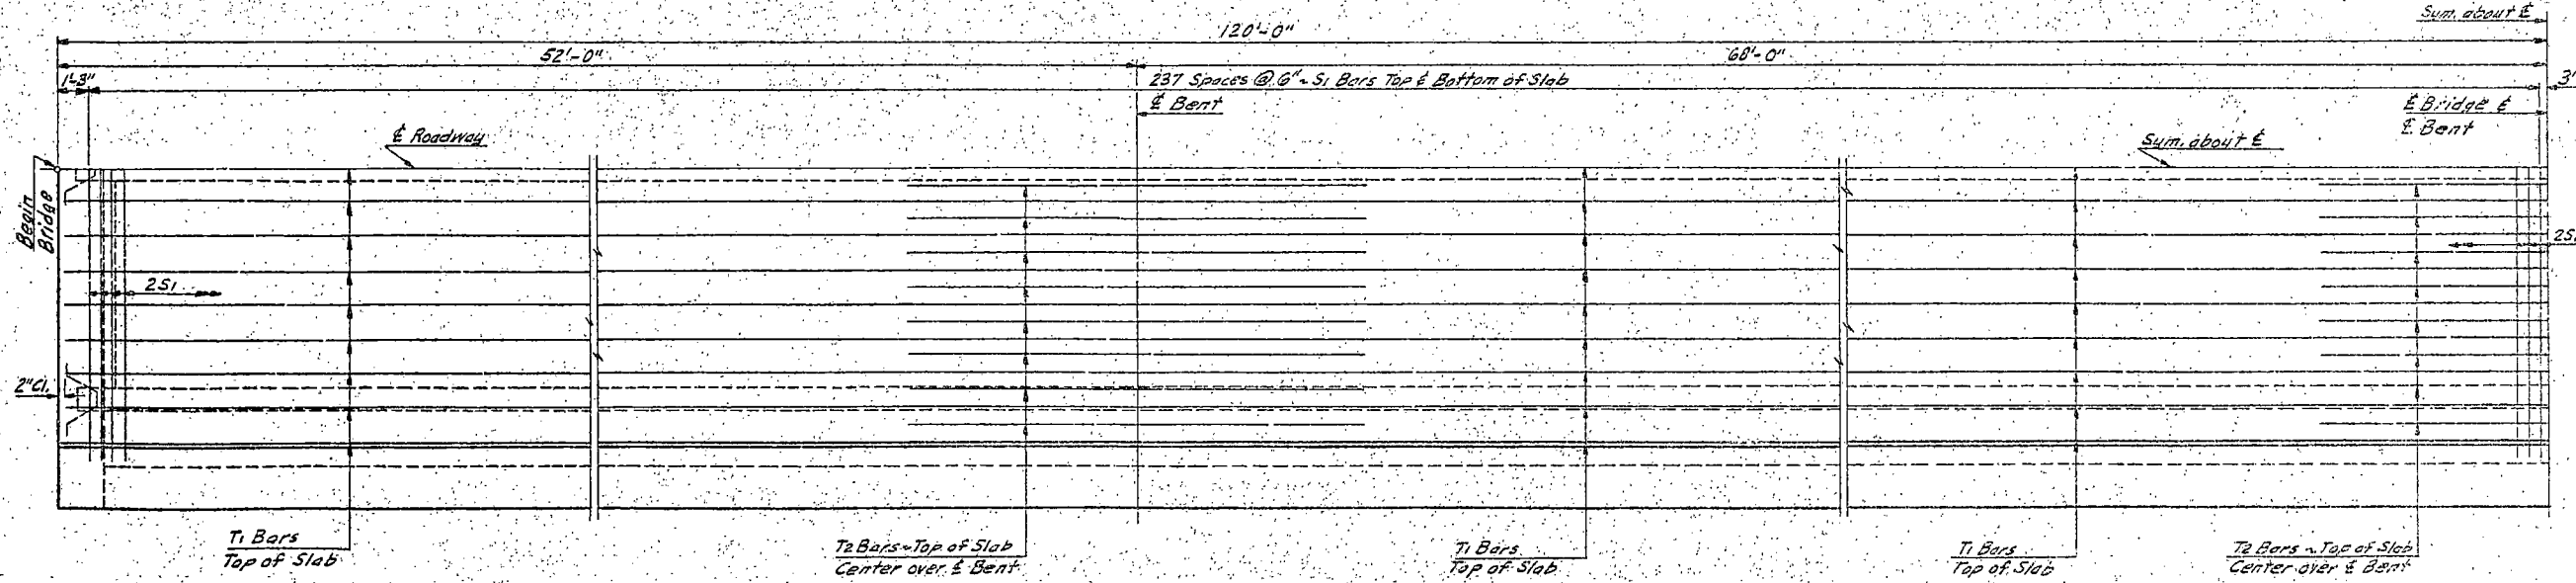 Sym. about ℄
120'-0"
52'-0"
68'-0"
1'-3"
237 Spaces @ 6" ~ S1 Bars Top & Bottom of Slab
3"
℄ Bent
℄ Bridge &
℄ Bent
℄ Roadway
Sym. about ℄
Begin
Bridge
2S1
2S1
2"Cl.
T1 Bars
Top of Slab
T2 Bars ~ Top of Slab
Center over ℄ Bent
T1 Bars
Top of Slab
T1 Bars
Top of Slab
T2 Bars ~ Top of Slab
Center over ℄ Bent